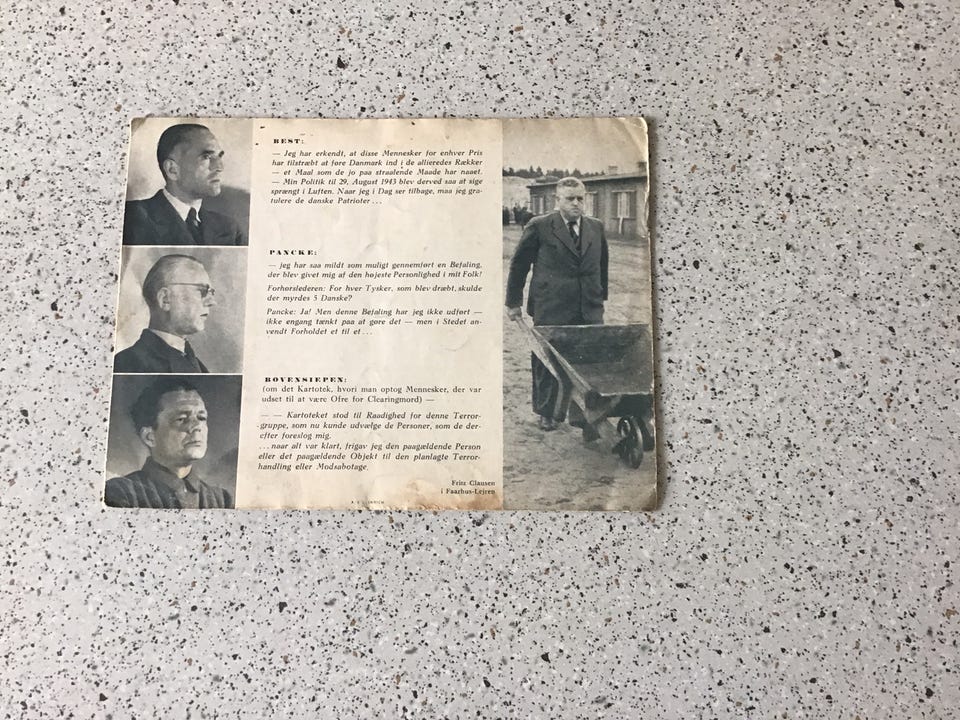 BEST:
— Jeg har erkendt, at disse Mennesker for enhver Pris
har tilstræbt at føre Danmark ind i de allieredes Rækker
— et Maal som de jo paa straalende Maade har naaet.
— Min Politik til 29. August 1943 blev derved saa at sige
sprængt i Luften. Naar jeg i Dag ser tilbage, maa jeg gra-
tulere de danske Patrioter...
PANCKE:
— jeg har saa mildt som muligt gennemført en Befaling,
der blev givet mig af den højeste Personlighed i mit Folk!
Forhørslederen: For hver Tysker, som blev dræbt, skulde
der myrdes 5 Danske?
Pancke: Ja! Men denne Befaling har jeg ikke udført —
ikke engang tænkt paa at gøre det — men i Stedet an-
vendt Forholdet et til et...
BOVENSIEPEN:
(om det Kartotek, hvori man optog Mennesker, der var
udset til at være Ofre for Clearingmord) —
— — Kartoteket stod til Raadighed for denne Terror-
gruppe, som nu kunde udvælge de Personer, som de der-
efter foreslog mig.
...naar alt var klart, frigav jeg den paagældende Person
eller det paagældende Objekt til den planlagte Terror-
handling eller Modsabotage.
Fritz Clausen
i Faarhus-Lejren